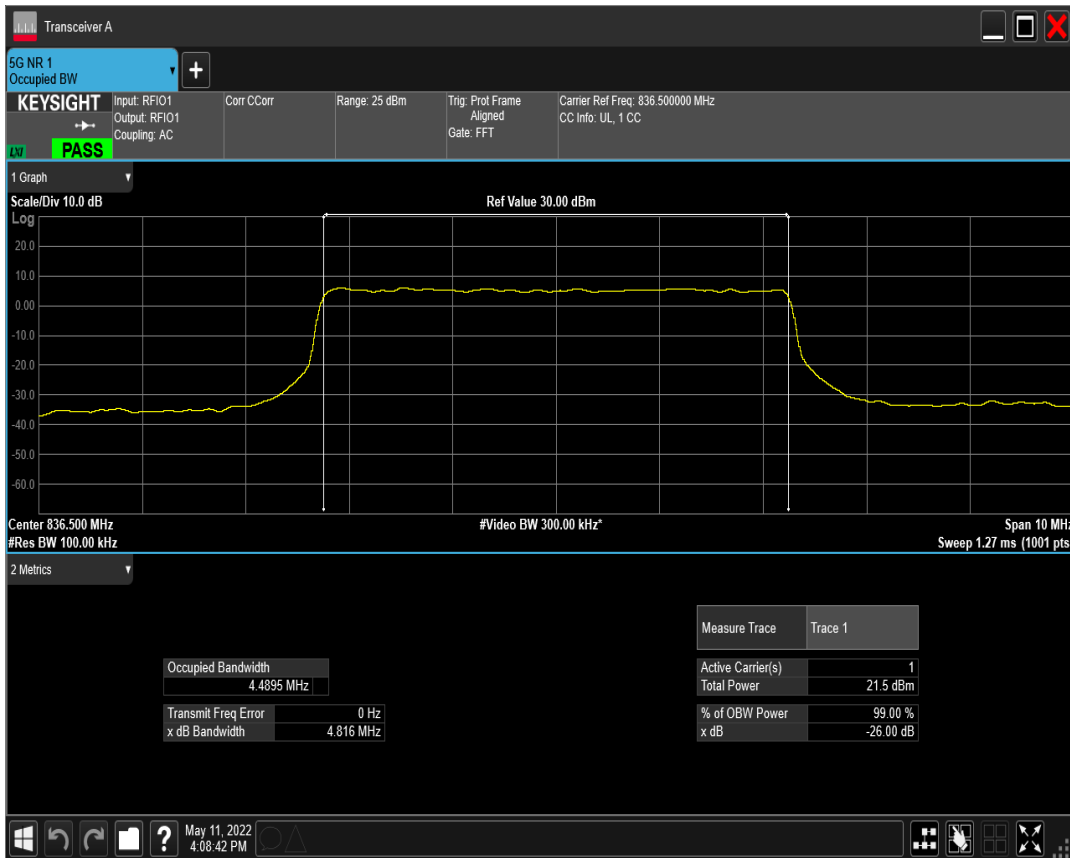 Transceiver A
5G NR 1
Occupied BW
KEYSIGHT
LXI
PASS
Input: RFIO1
Output: RFIO1
Coupling: AC
Corr CCorr
Range: 25 dBm
Trig: Prot Frame
Aligned
Gate: FFT
Carrier Ref Freq: 836.500000 MHz
CC Info: UL, 1 CC
1 Graph
Scale/Div 10.0 dB
Ref Value 30.00 dBm
Log
20.0
10.0
0.00
-10.0
-20.0
-30.0
-40.0
-50.0
-60.0
Center 836.500 MHz
#Video BW 300.00 kHz*
Span 10 MHz
#Res BW 100.00 kHz
Sweep 1.27 ms (1001 pts
2 Metrics
Measure Trace Trace 1
Occupied Bandwidth
4.4895 MHz
Active Carrier(s) 1
Total Power 21.5 dBm
Transmit Freq Error 0 Hz
x dB Bandwidth 4.816 MHz
% of OBW Power 99.00 %
x dB -26.00 dB
?
May 11, 2022
4:08:42 PM